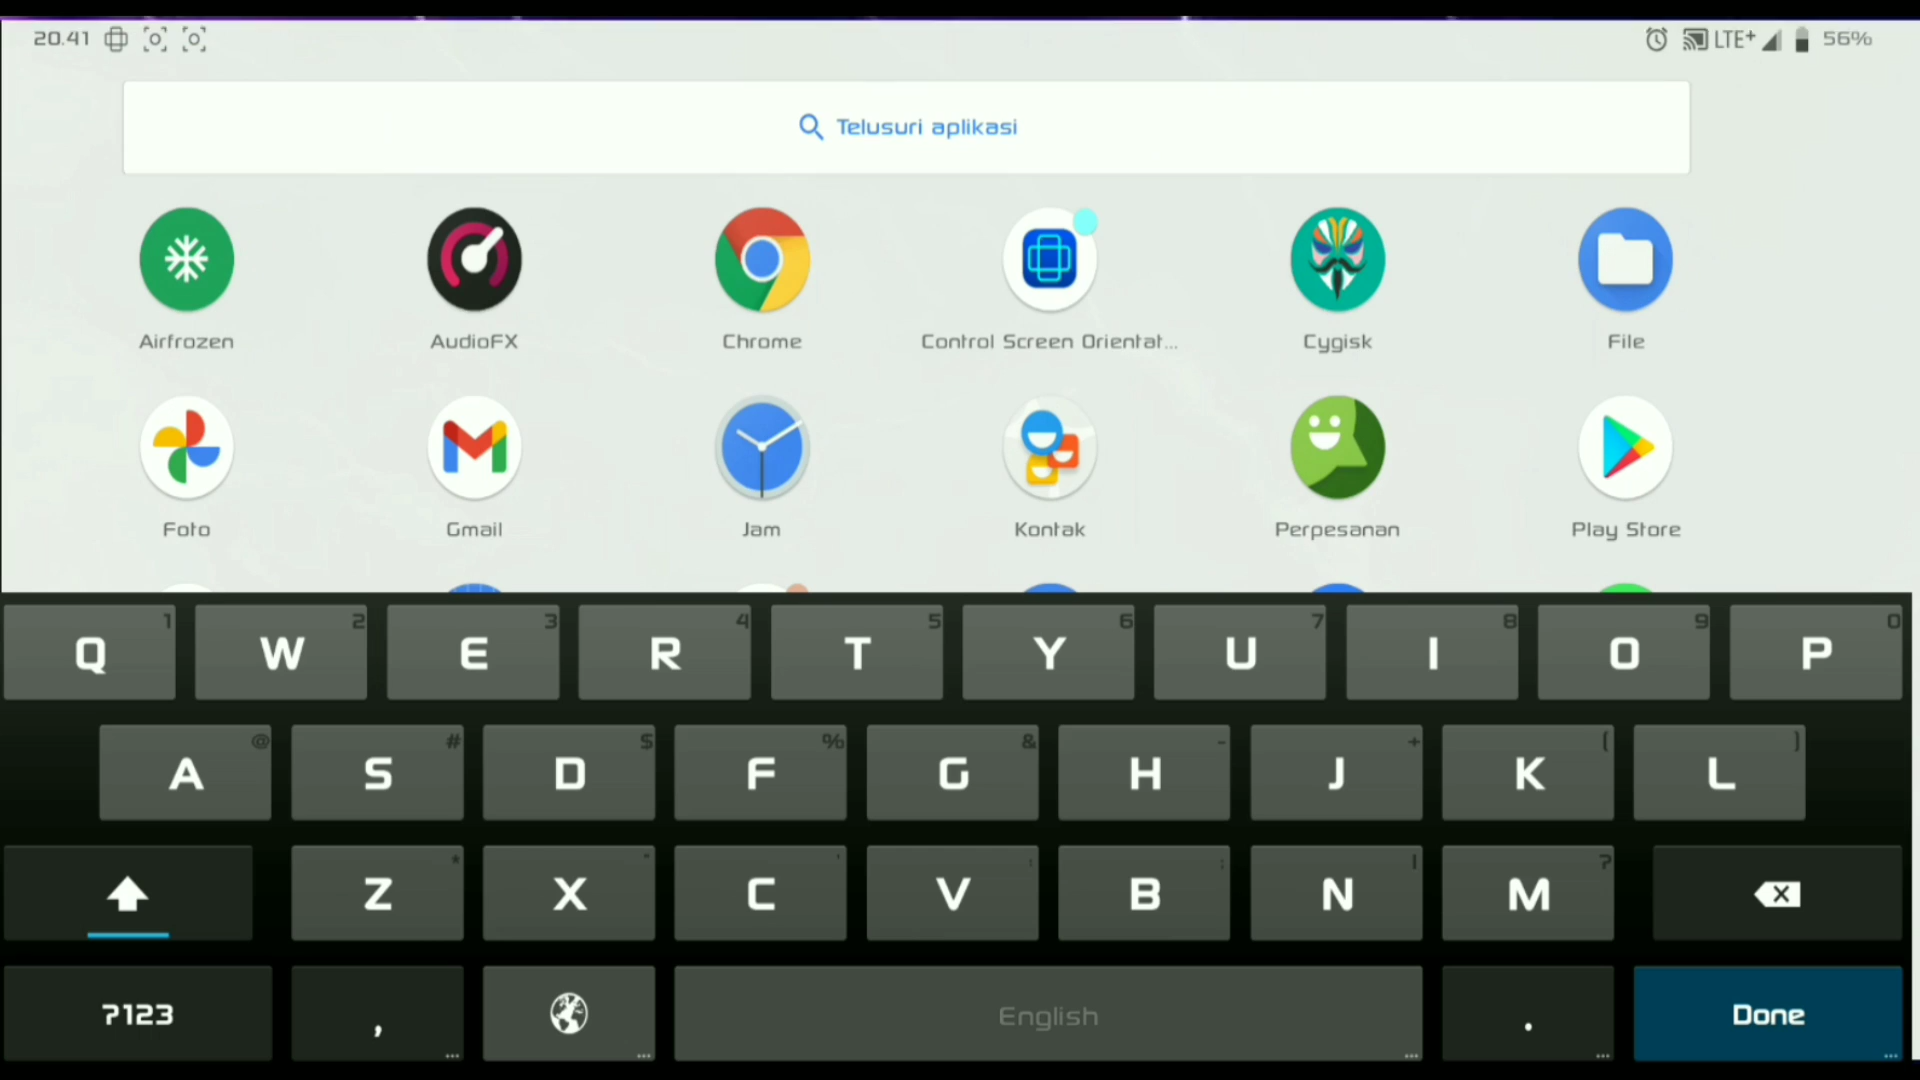 20.41 LTE+ 56%
Telusuri aplikasi
Airfrozen AudioFX Chrome Control Screen Orientat... Cygisk File
Foto Gmail Jam Kontak Perpesanan Play Store
Q 1 W 2 E 3 R 4 T 5 Y 6 U 7 I 8 O 9 P 0
A @ S # D $ F % G & H - J + K ( L )
Z * X " C ' V : B ; N ! M ?
?123 , English . Done